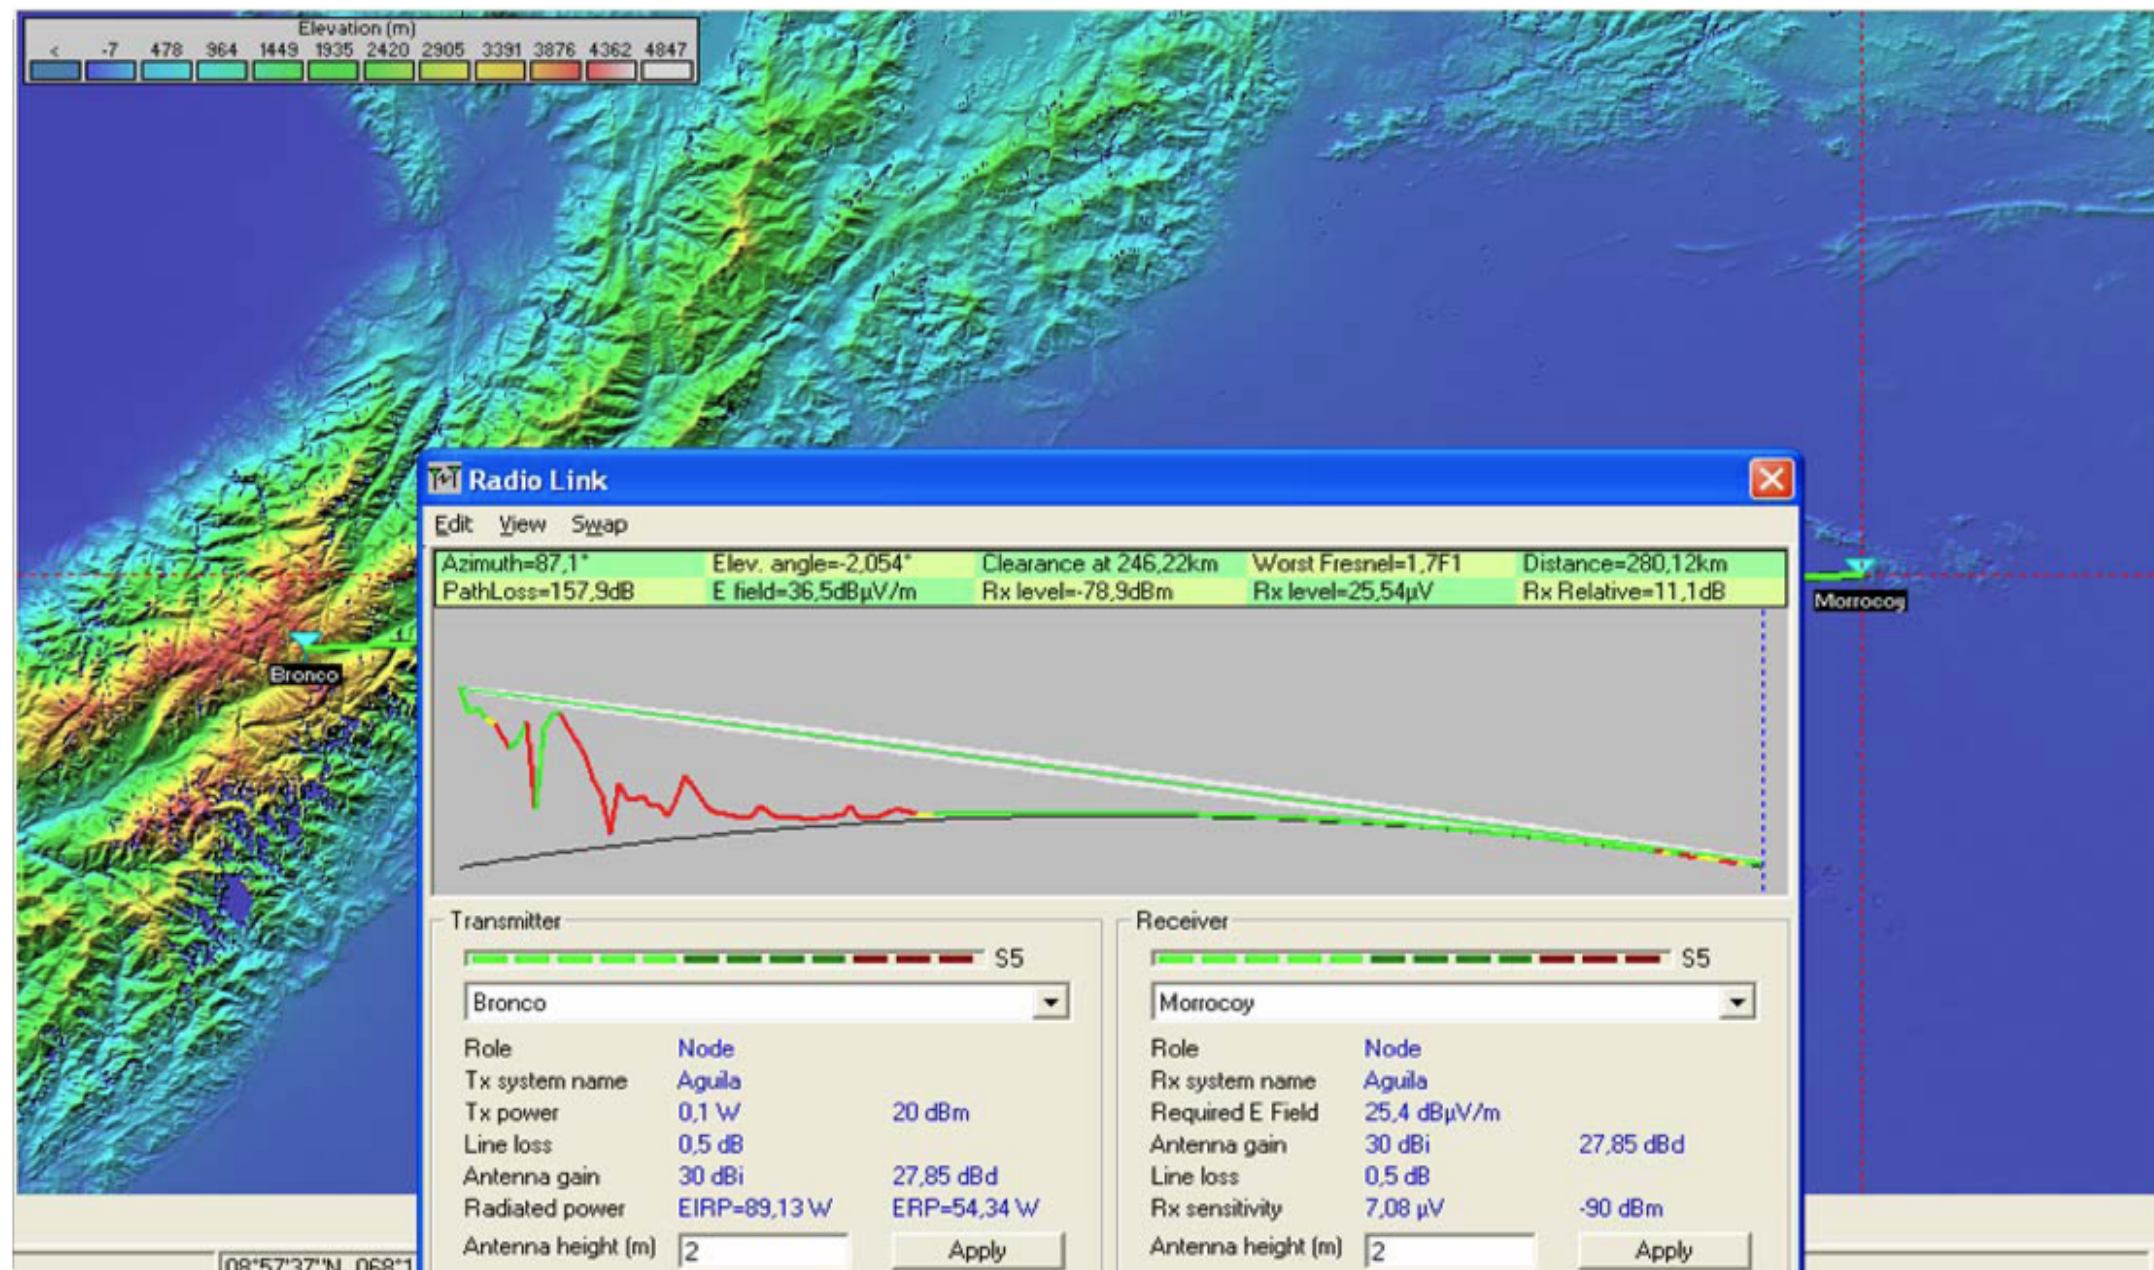 Elevation (m)
< -7 478 964 1449 1935 2420 2905 3391 3876 4362 4847
Radio Link
Edit View Swap
Azimuth=87,1° Elev. angle=-2,054° Clearance at 246,22km Worst Fresnel=1,7F1 Distance=280,12km
PathLoss=157,9dB E field=36,5dBµV/m Rx level=-78,9dBm Rx level=25,54µV Rx Relative=11,1dB
Morrocoy
Bronco
Transmitter Receiver
S5 S5
Bronco Morrocoy
Role Node Role Node
Tx system name Aguila Rx system name Aguila
Tx power 0,1 W 20 dBm Required E Field 25,4 dBµV/m
Line loss 0,5 dB Antenna gain 30 dBi 27,85 dBd
Antenna gain 30 dBi 27,85 dBd Line loss 0,5 dB
Radiated power EIRP=89,13 W ERP=54,34 W Rx sensitivity 7,08 µV -90 dBm
Antenna height (m) 2 Apply Antenna height (m) 2 Apply
08°57'37"N 068°1